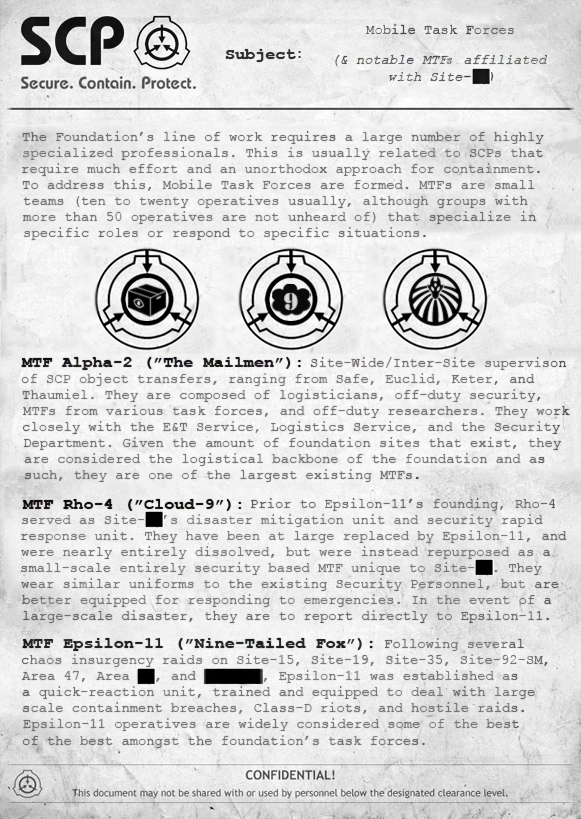 SCP
Secure. Contain. Protect.
Subject:
Mobile Task Forces
(& notable MTFs affiliated
with Site-██)
The Foundation's line of work requires a large number of highly
specialized professionals. This is usually related to SCPs that
require much effort and an unorthodox approach for containment.
To address this, Mobile Task Forces are formed. MTFs are small
teams (ten to twenty operatives usually, although groups with
more than 50 operatives are not unheard of) that specialize in
specific roles or respond to specific situations.
9
MTF Alpha-2 ("The Mailmen"): Site-Wide/Inter-Site supervison
of SCP object transfers, ranging from Safe, Euclid, Keter, and
Thaumiel. They are composed of logisticians, off-duty security,
MTFs from various task forces, and off-duty researchers. They work
closely with the E&T Service, Logistics Service, and the Security
Department. Given the amount of foundation sites that exist, they
are considered the logistical backbone of the foundation and as
such, they are one of the largest existing MTFs.
MTF Rho-4 ("Cloud-9"): Prior to Epsilon-11's founding, Rho-4
served as Site-██'s disaster mitigation unit and security rapid
response unit. They have been at large replaced by Epsilon-11, and
were nearly entirely dissolved, but were instead repurposed as a
small-scale entirely security based MTF unique to Site-██. They
wear similar uniforms to the existing Security Personnel, but are
better equipped for responding to emergencies. In the event of a
large-scale disaster, they are to report directly to Epsilon-11.
MTF Epsilon-11 ("Nine-Tailed Fox"): Following several
chaos insurgency raids on Site-15, Site-19, Site-35, Site-92-SM,
Area 47, Area ██, and ██████, Epsilon-11 was established as
a quick-reaction unit, trained and equipped to deal with large
scale containment breaches, Class-D riots, and hostile raids.
Epsilon-11 operatives are widely considered some of the best
of the best amongst the foundation's task forces.
CONFIDENTIAL!
This document may not be shared with or used by personnel below the designated clearance level.